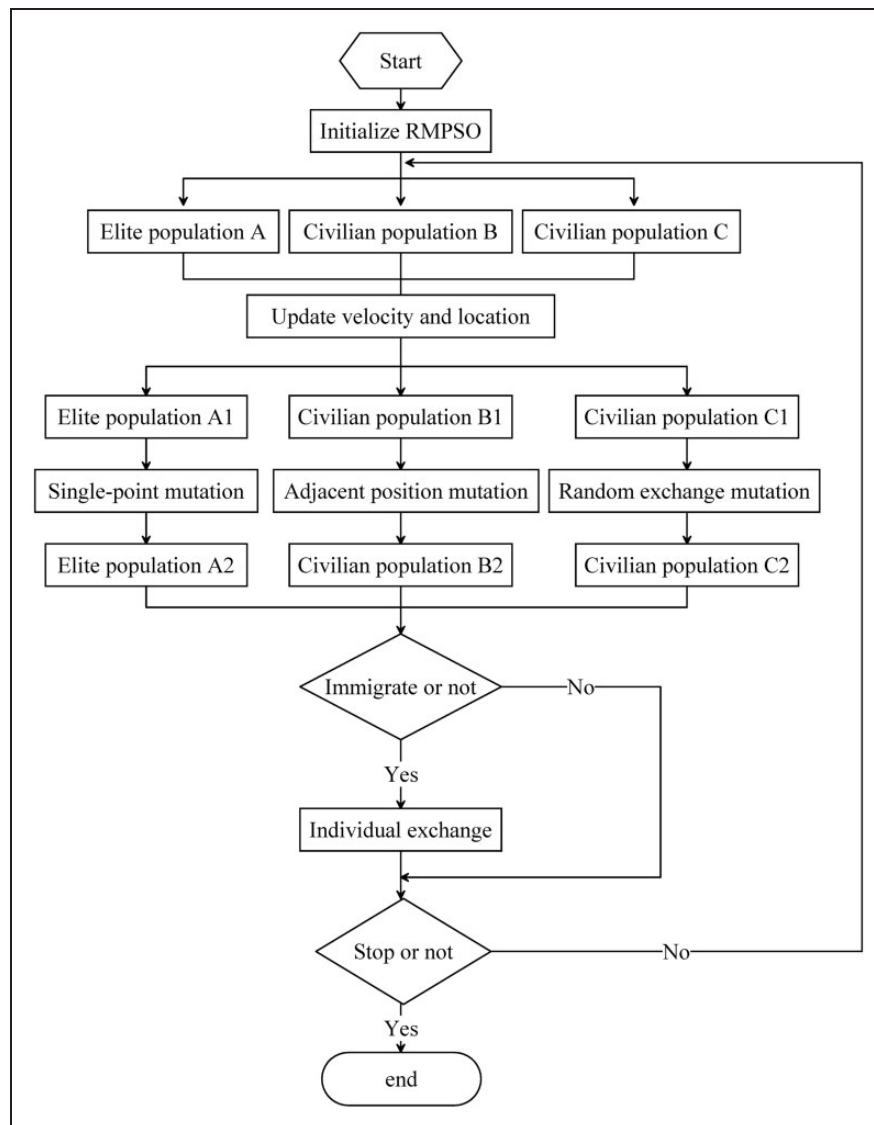 Start
Initialize RMPSO
Elite population A
Civilian population B
Civilian population C
Update velocity and location
Elite population A1
Civilian population B1
Civilian population C1
Single-point mutation
Adjacent position mutation
Random exchange mutation
Elite population A2
Civilian population B2
Civilian population C2
Immigrate or not
No
Yes
Individual exchange
Stop or not
No
Yes
end